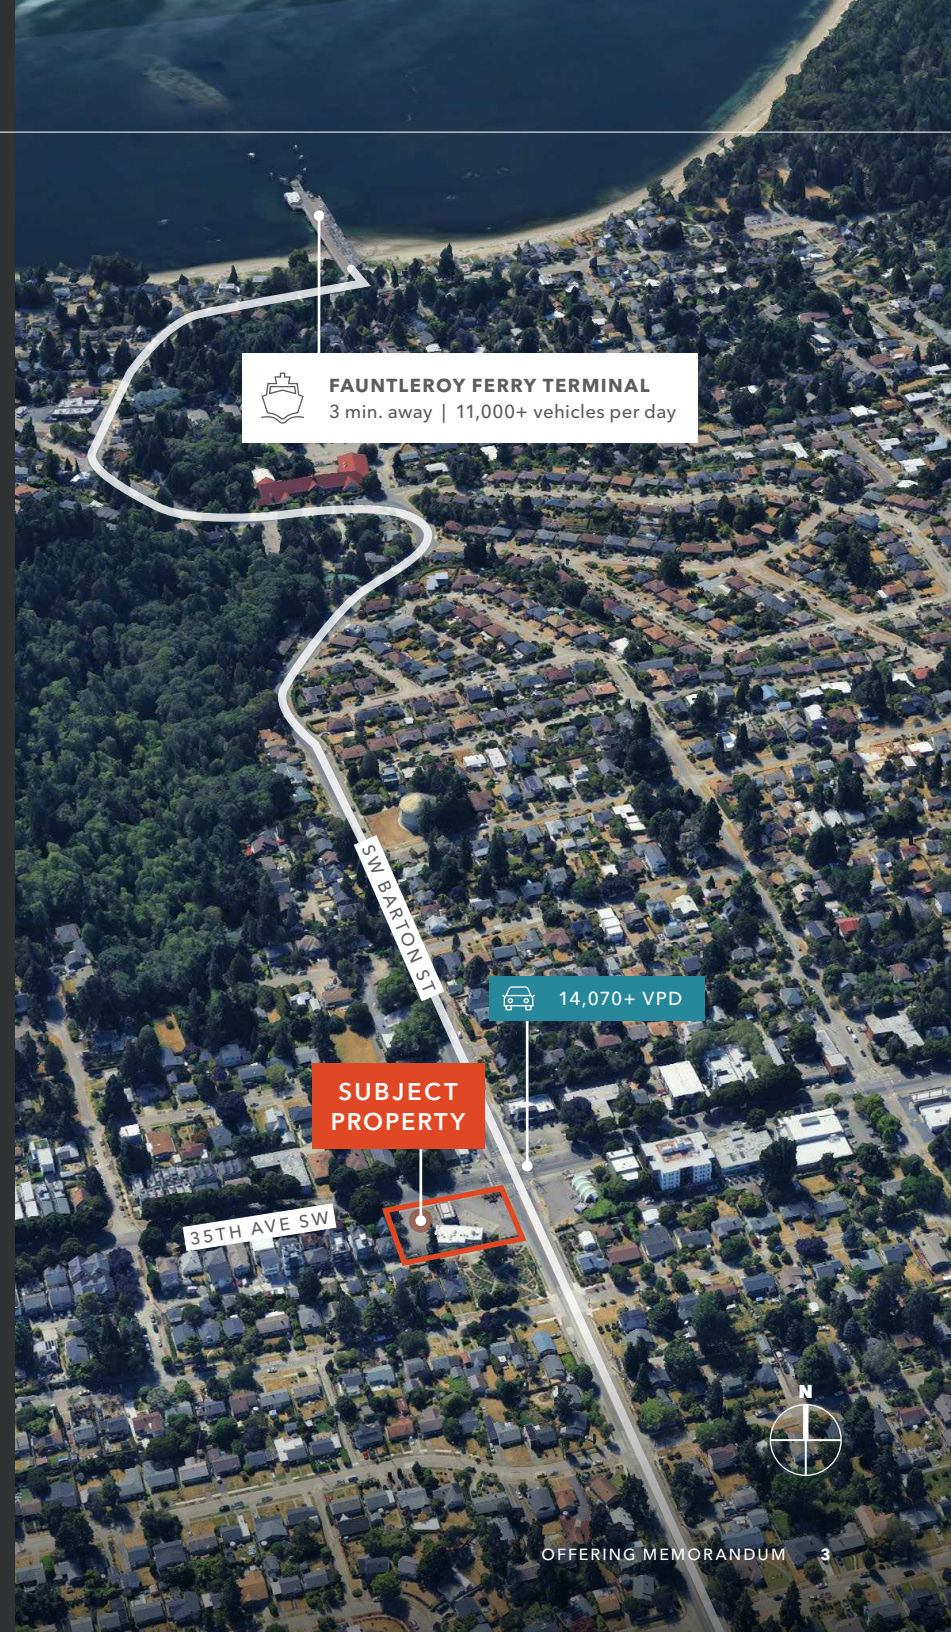 FAUNTLEROY FERRY TERMINAL
3 min. away | 11,000+ vehicles per day
SW BARTON ST
14,070+ VPD
SUBJECT
PROPERTY
35TH AVE SW
N
OFFERING MEMORANDUM 3